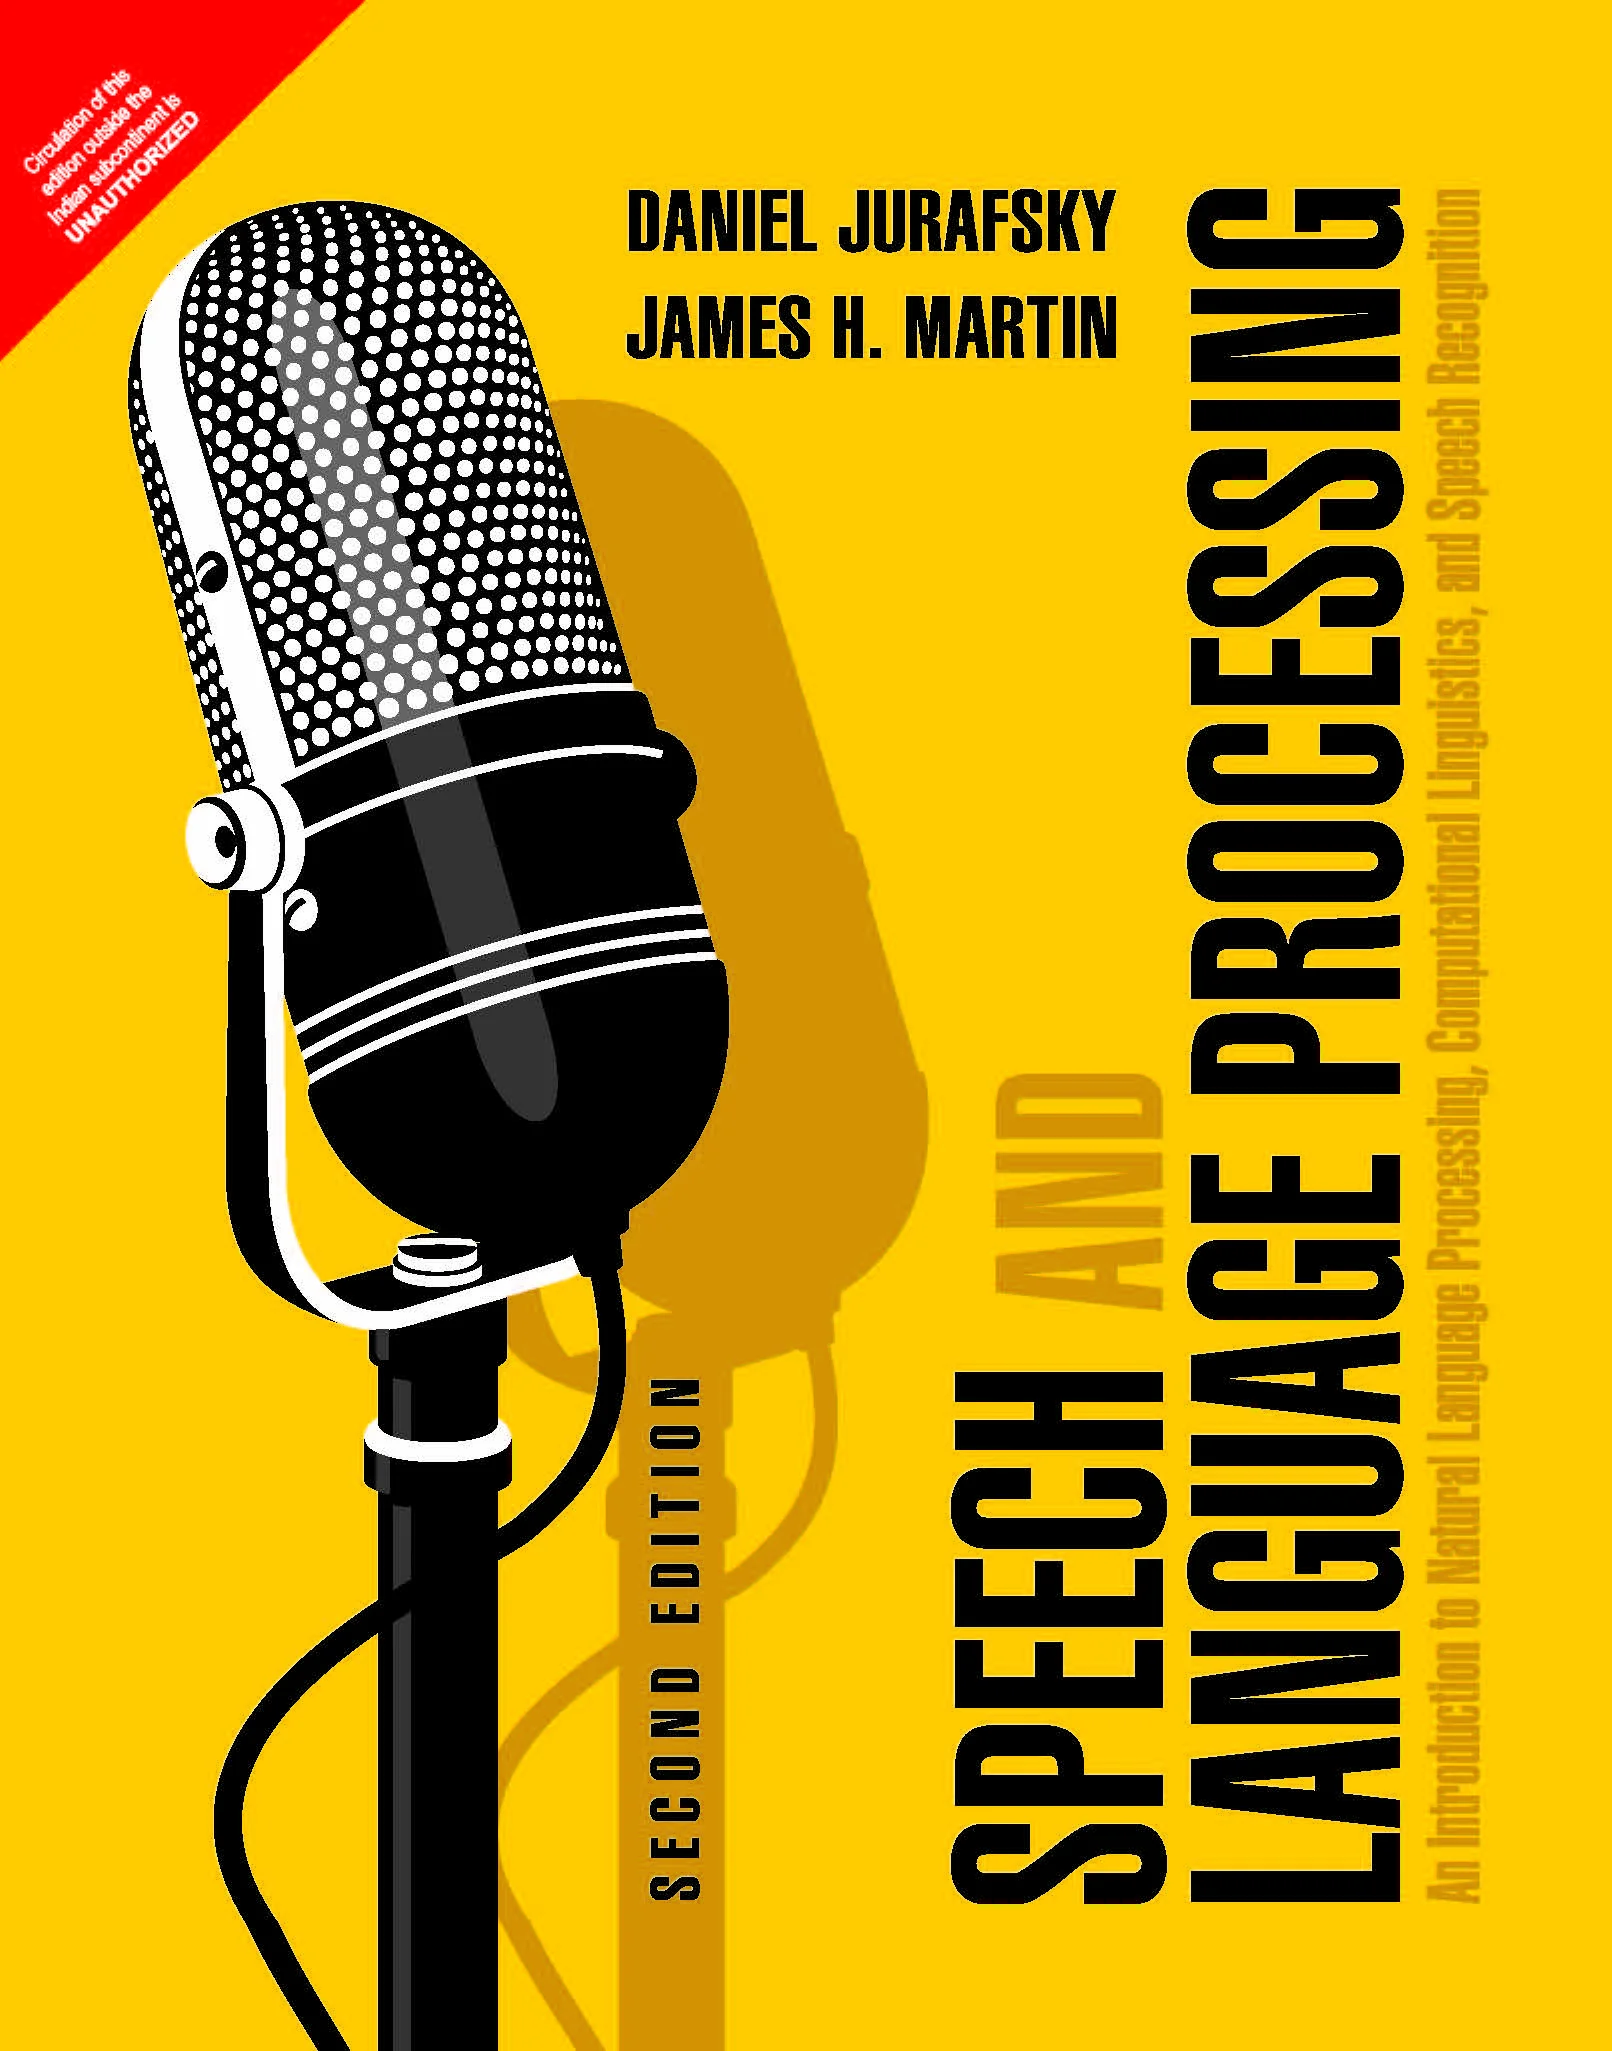 Circulation of this
edition outside the
Indian subcontinent is
UNAUTHORIZED
DANIEL JURAFSKY
JAMES H. MARTIN
SECOND EDITION
SPEECH AND
LANGUAGE PROCESSING
An Introduction to Natural Language Processing, Computational Linguistics, and Speech Recognition